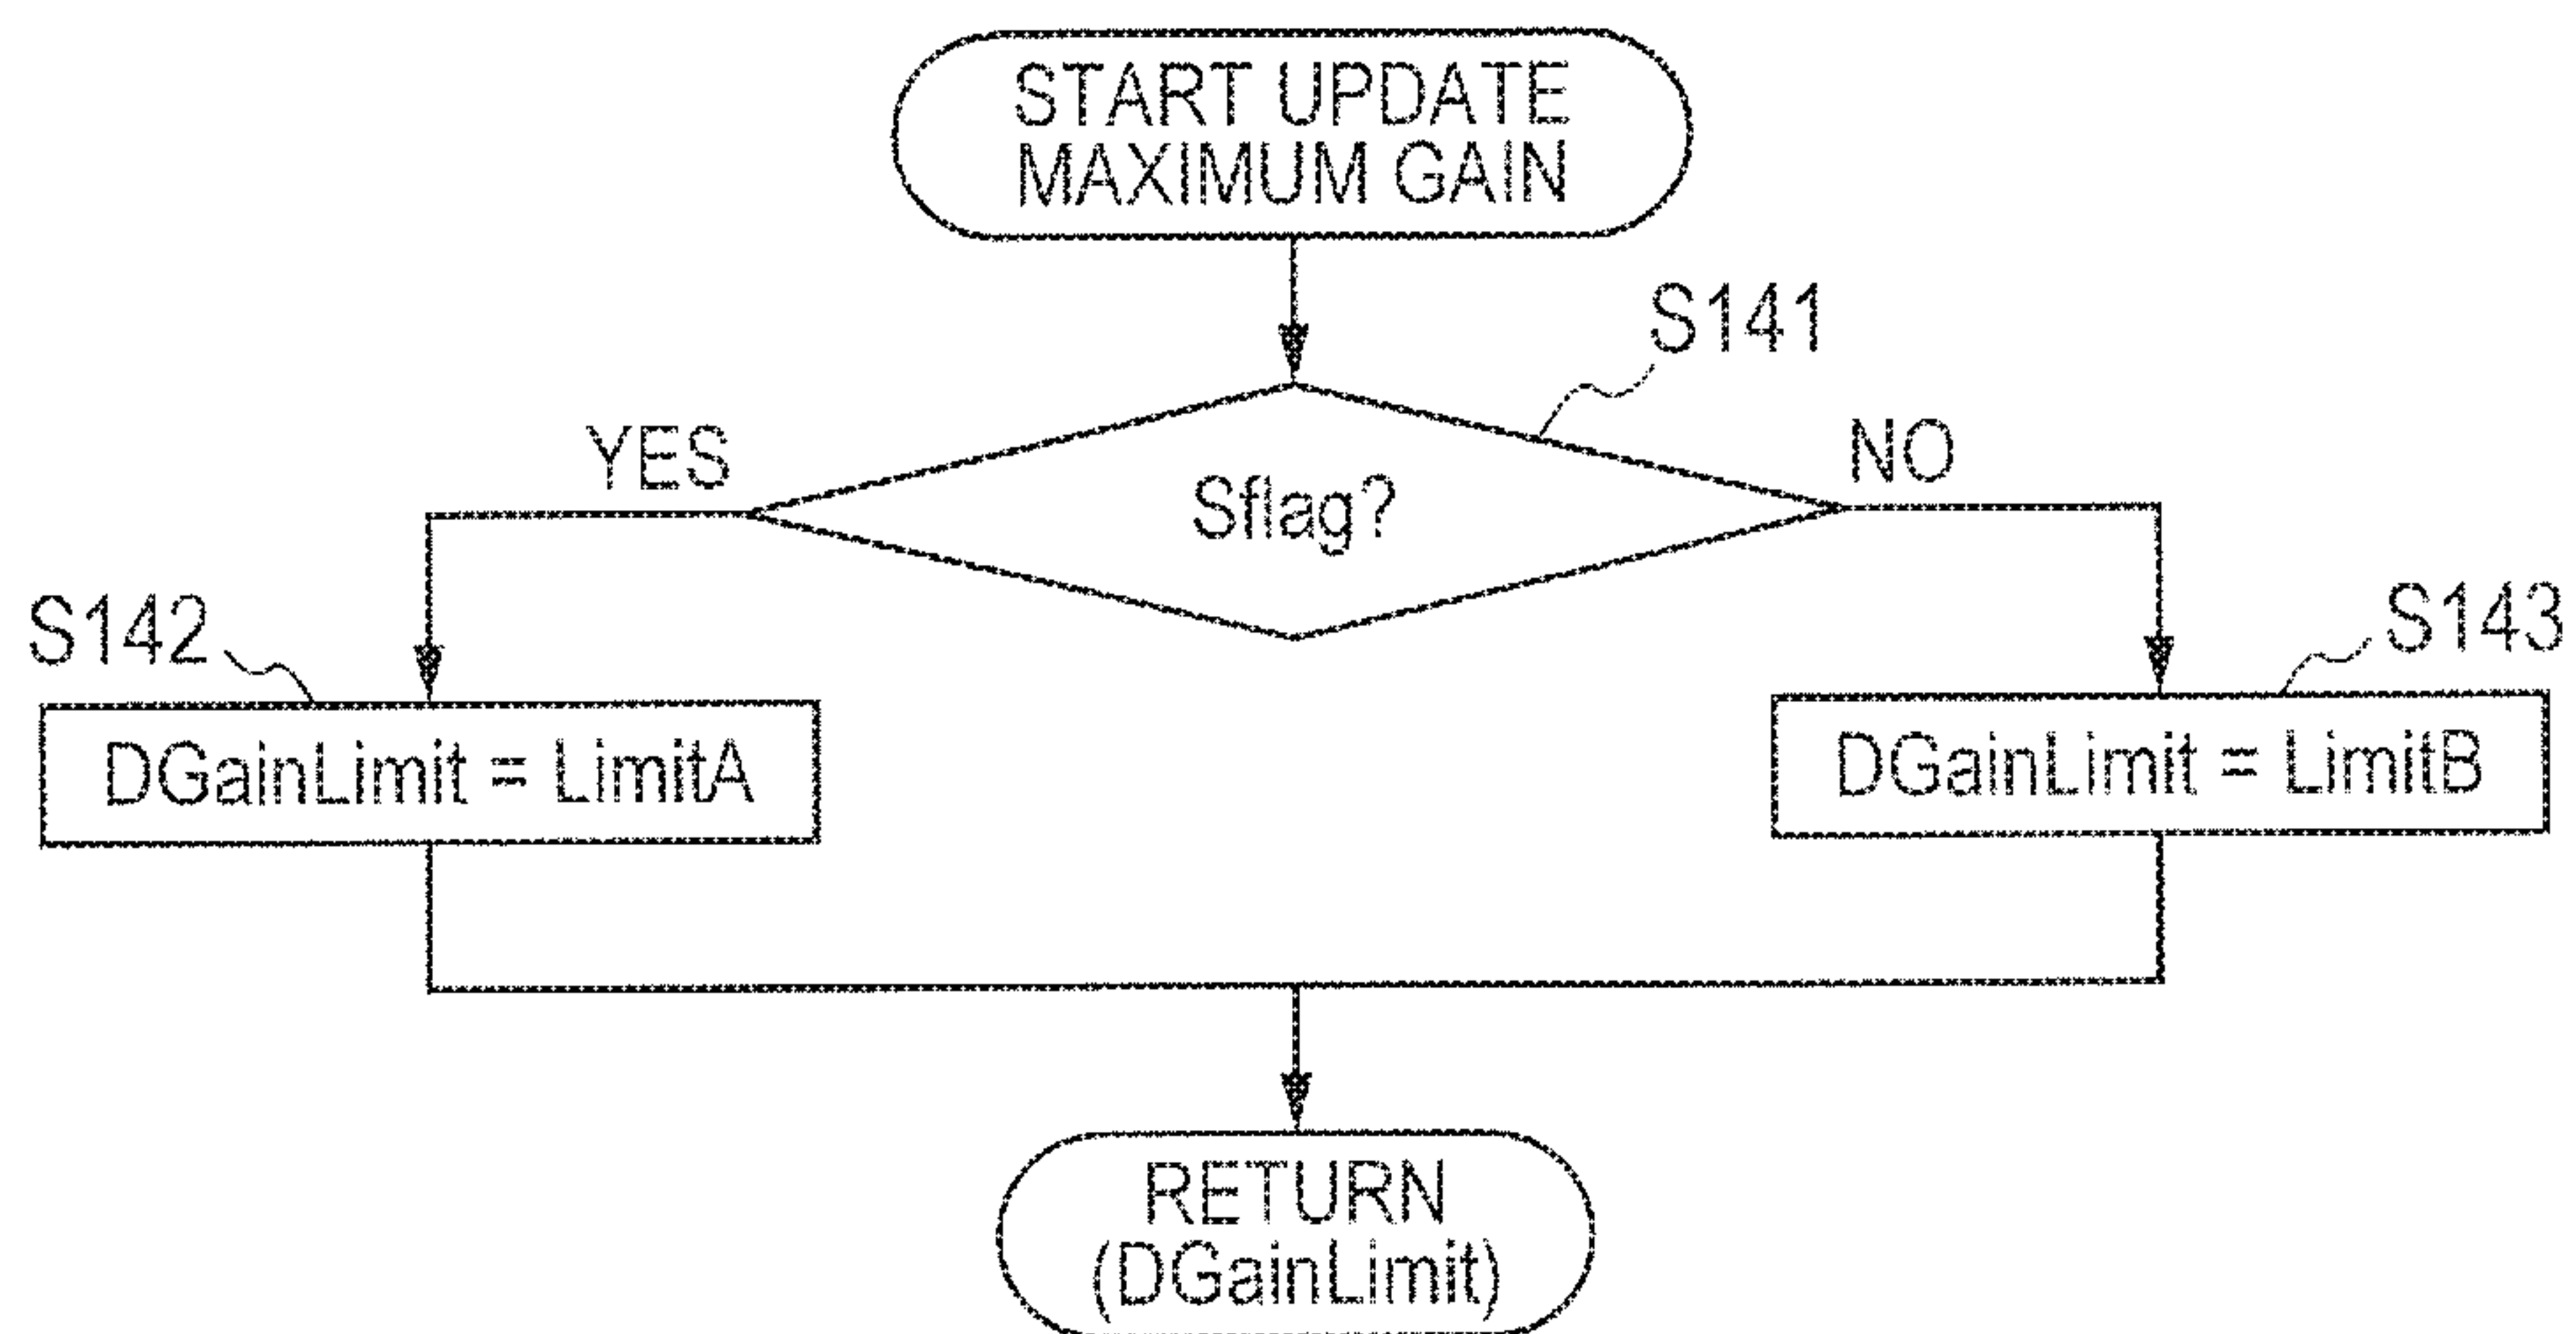 START UPDATE
MAXIMUM GAIN
S141
YES
NO
Sflag?
S142
S143
DGainLimit = LimitA
DGainLimit = LimitB
RETURN
(DGainLimit)